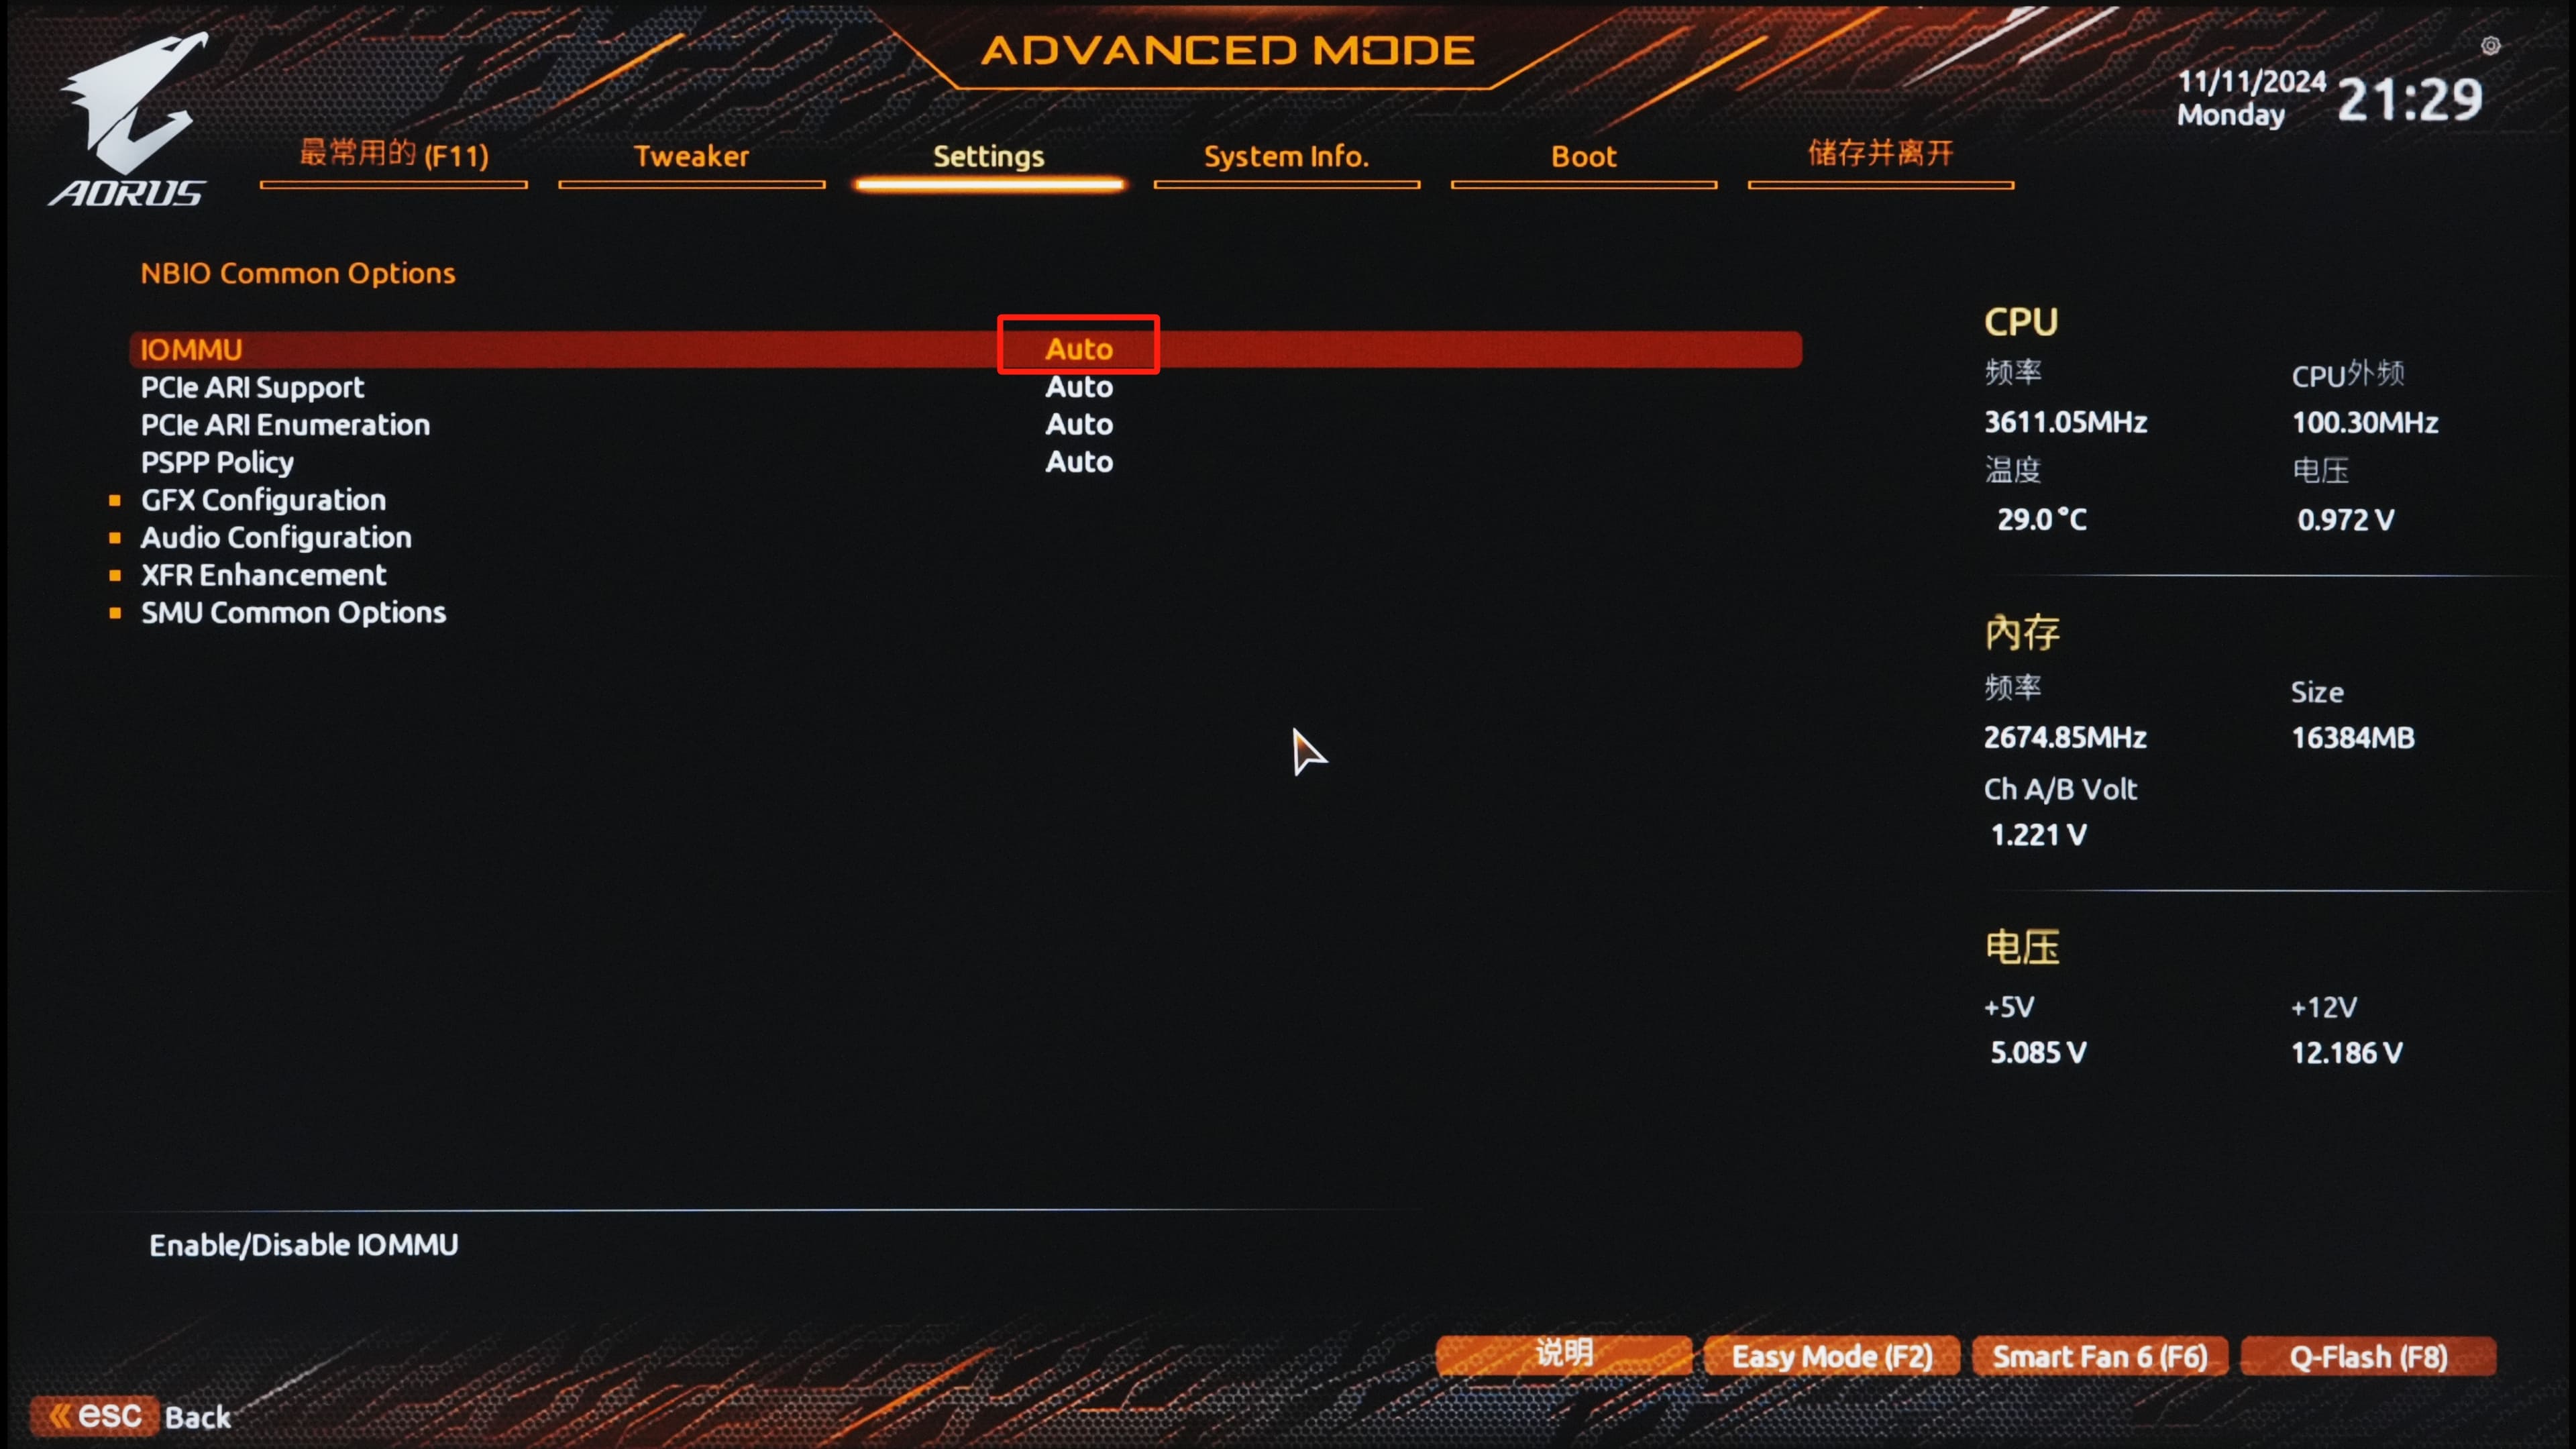 ADVANCED MODE
AORUS
11/11/2024
Monday
21:29
最常用的 (F11)
Tweaker
Settings
System Info.
Boot
储存并离开
NBIO Common Options
IOMMU Auto
PCIe ARI Support Auto
PCIe ARI Enumeration Auto
PSPP Policy Auto
GFX Configuration
Audio Configuration
XFR Enhancement
SMU Common Options
CPU
频率 CPU外频
3611.05MHz 100.30MHz
温度 电压
29.0 °C 0.972 V
內存
频率 Size
2674.85MHz 16384MB
Ch A/B Volt
1.221 V
电压
+5V +12V
5.085 V 12.186 V
Enable/Disable IOMMU
说明
Easy Mode (F2)
Smart Fan 6 (F6)
Q-Flash (F8)
« esc Back